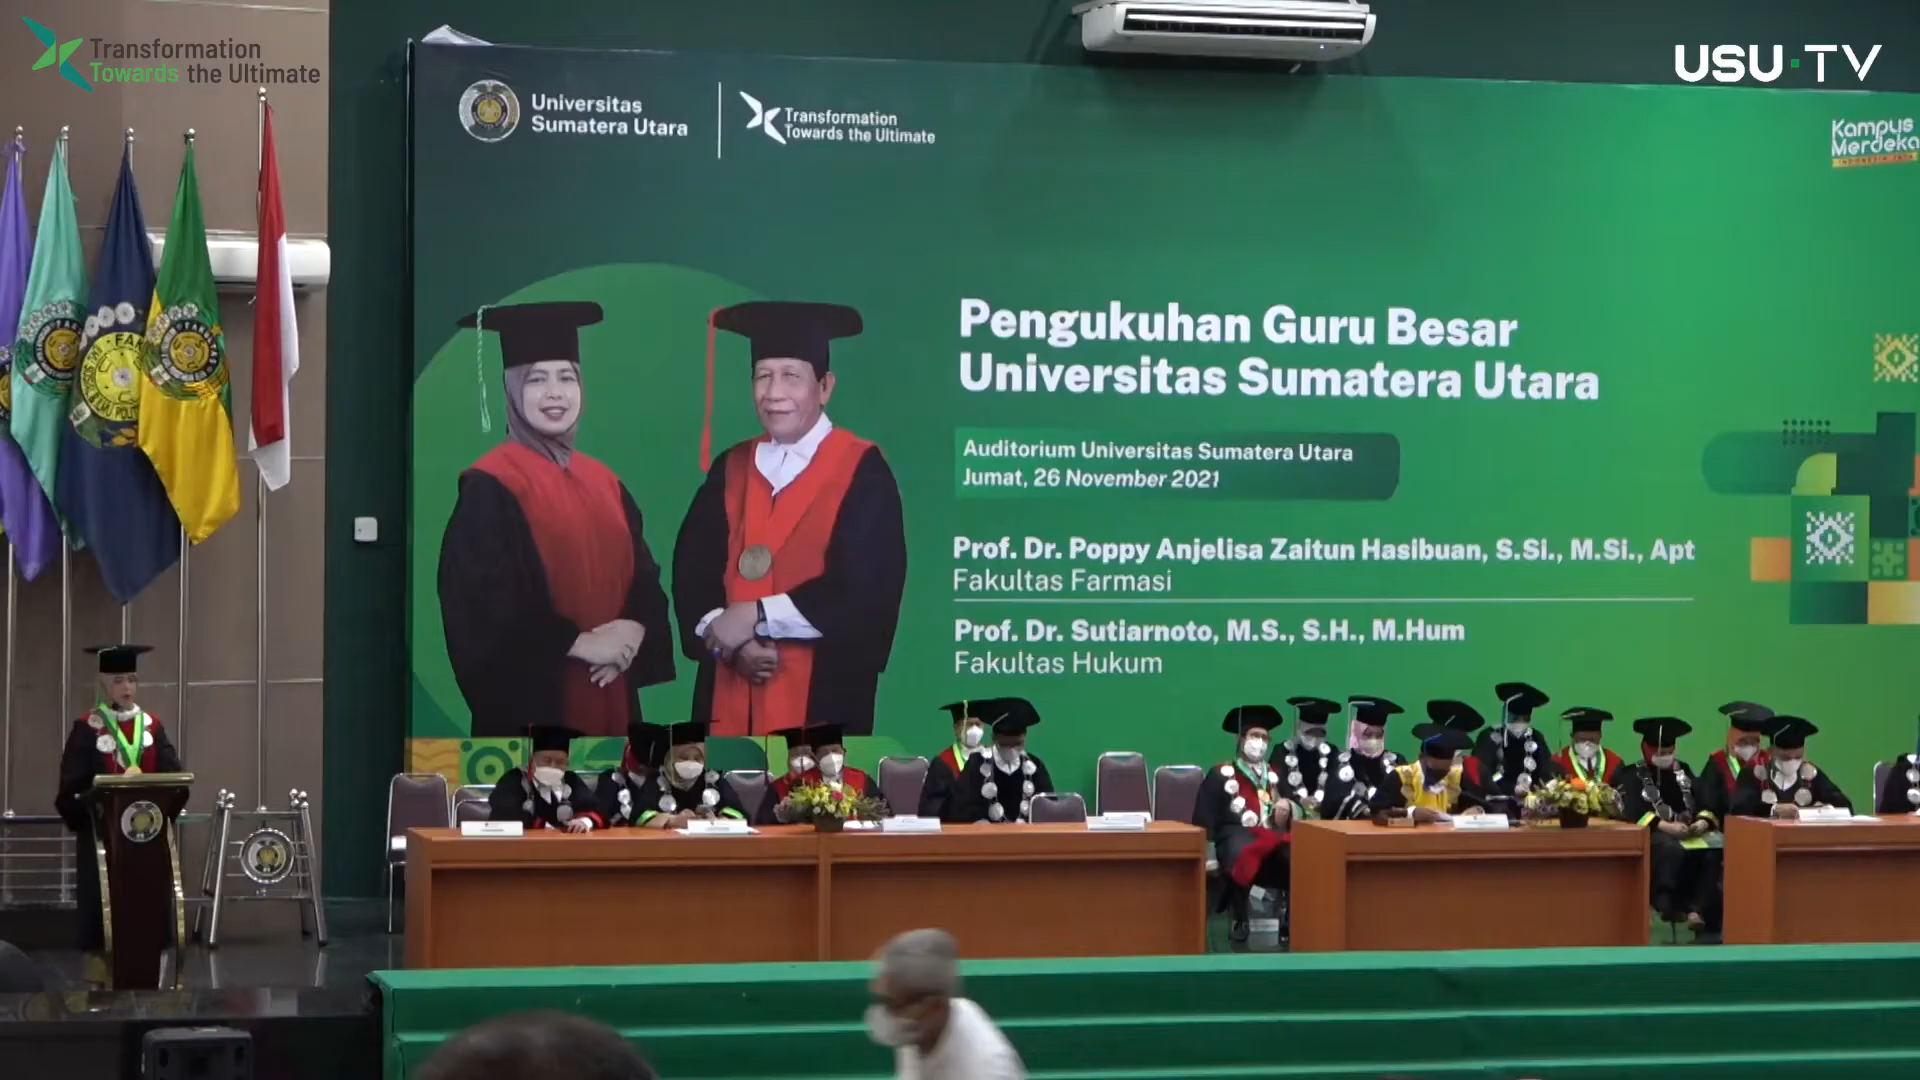 Transformation
Towards the Ultimate
USU TV
Universitas
Sumatera Utara
Transformation
Towards the Ultimate
Kampus
Merdeka
INDONESIA JAYA
Pengukuhan Guru Besar
Universitas Sumatera Utara
Auditorium Universitas Sumatera Utara
Jumat, 26 November 2021
Prof. Dr. Poppy Anjelisa Zaitun Hasibuan, S.Si., M.Si., Apt
Fakultas Farmasi
Prof. Dr. Sutiarnoto, M.S., S.H., M.Hum
Fakultas Hukum